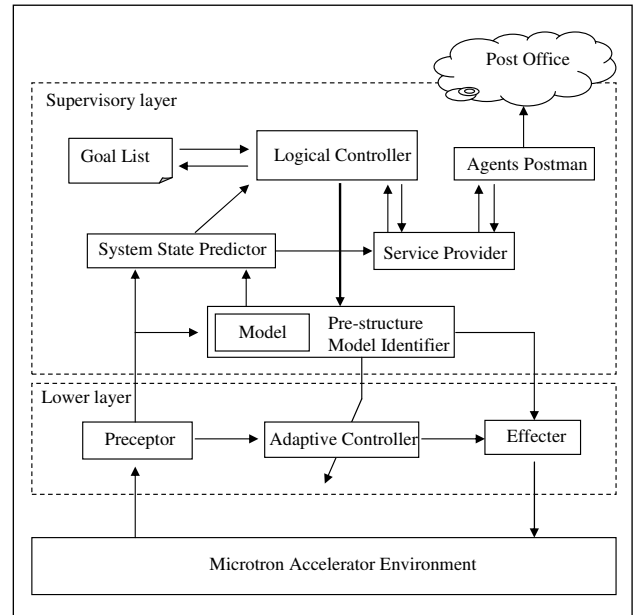 Post Office
Supervisory layer
Goal List
Logical Controller
Agents Postman
System State Predictor
Service Provider
Model
Pre-structure
Model Identifier
Lower layer
Preceptor
Adaptive Controller
Effecter
Microtron Accelerator Environment